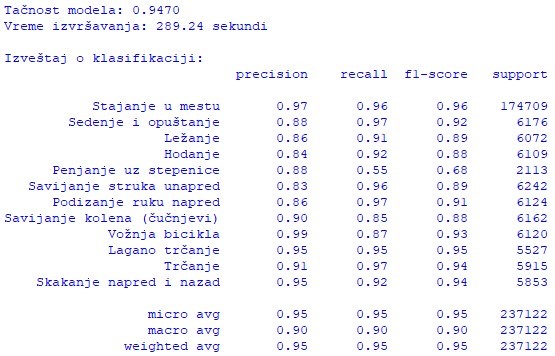 Tačnost modela: 0.9470
Vreme izvršavanja: 289.24 sekundi
Izveštaj o klasifikaciji:
precision recall f1-score support
Stajanje u mestu 0.97 0.96 0.96 174709
Sedenje i opuštanje 0.88 0.97 0.92 6176
Ležanje 0.86 0.91 0.89 6072
Hodanje 0.84 0.92 0.88 6109
Penjanje uz stepenice 0.88 0.55 0.68 2113
Savijanje struka unapred 0.83 0.96 0.89 6242
Podizanje ruku napred 0.86 0.97 0.91 6124
Savijanje kolena (čučnjevi) 0.90 0.85 0.88 6162
Vožnja bicikla 0.99 0.87 0.93 6120
Lagano trčanje 0.95 0.95 0.95 5527
Trčanje 0.91 0.97 0.94 5915
Skakanje napred i nazad 0.95 0.92 0.94 5853
micro avg 0.95 0.95 0.95 237122
macro avg 0.90 0.90 0.90 237122
weighted avg 0.95 0.95 0.95 237122